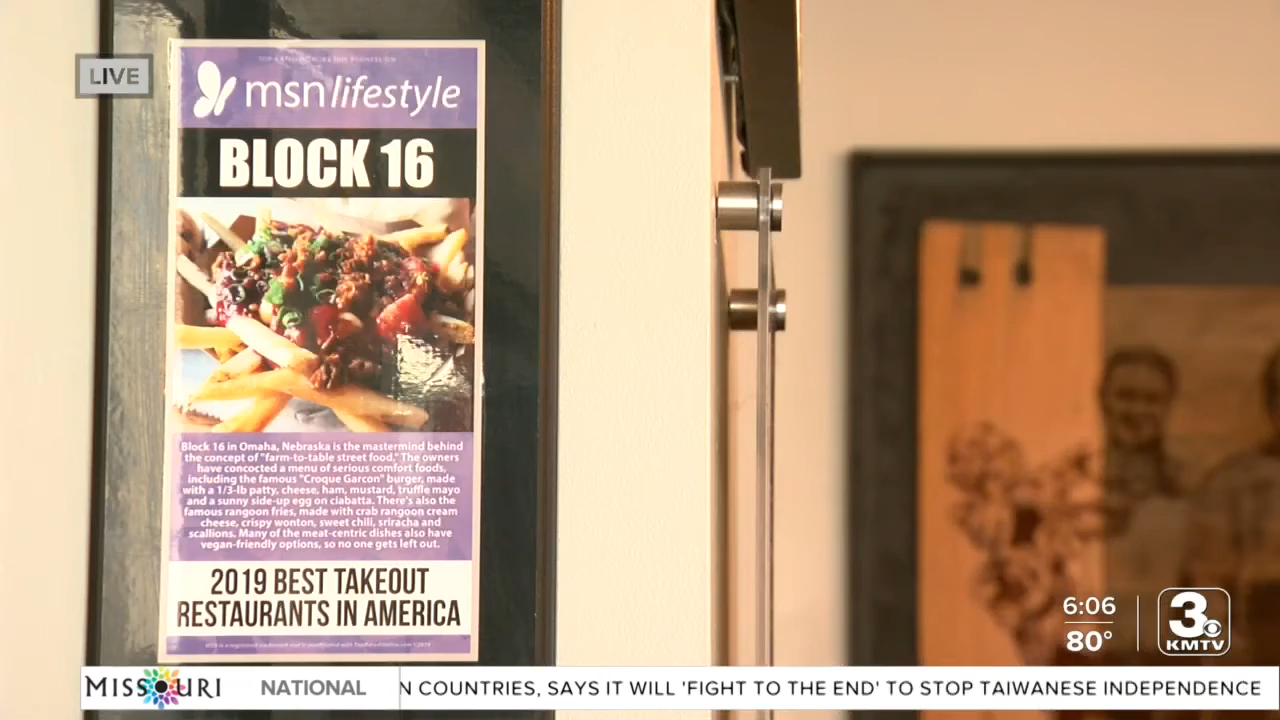 LIVE
msn lifestyle
BLOCK 16
Block 16 in Omaha, Nebraska is the mastermind behind
the concept of "farm-to-table street food." The owners
have concocted a menu of serious comfort foods,
including the famous "Croque Garcon" burger, made
with a 1/3-lb patty, cheese, ham, mustard, truffle mayo
and a sunny side-up egg on ciabatta. There's also the
famous rangoon fries, made with crab rangoon cream
cheese, crispy wonton, sweet chili, sriracha and
scallions. Many of the meat-centric dishes also have
vegan-friendly options, so no one gets left out.
2019 BEST TAKEOUT
RESTAURANTS IN AMERICA
6:06
80°
3
KMTV
MISSOURI
NATIONAL
N COUNTRIES, SAYS IT WILL 'FIGHT TO THE END' TO STOP TAIWANESE INDEPENDENCE